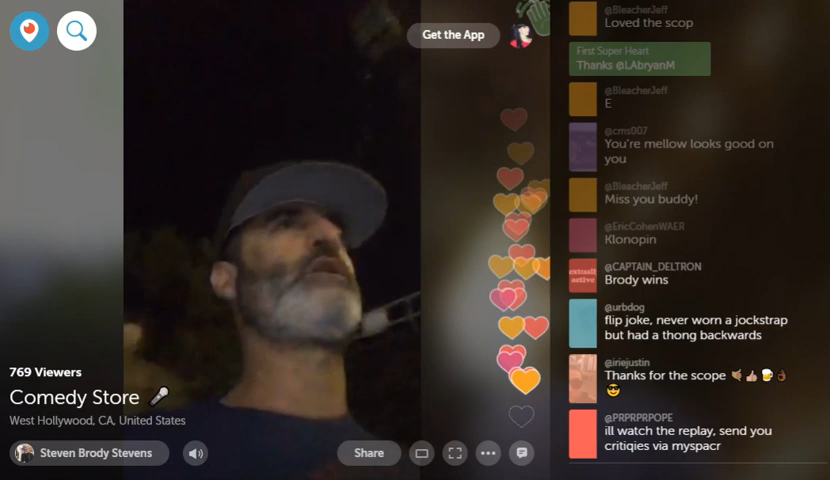 Get the App
769 Viewers
Comedy Store
West Hollywood, CA, United States
Steven Brody Stevens
Share
@BleacherJeff
Loved the scop
First Super Heart
Thanks @LAbryanM
@BleacherJeff
E
@cms007
You're mellow looks good on
you
@BleacherJeff
Miss you buddy!
@EricCohenWAER
Klonopin
@CAPTAIN_DELTRON
Brody wins
@urbdog
flip joke, never worn a jockstrap
but had a thong backwards
@iriejustin
Thanks for the scope 👊🏽👍🏽🍺👌🏾
😎
@PRPRPRPOPE
ill watch the replay, send you
critiqies via myspacr